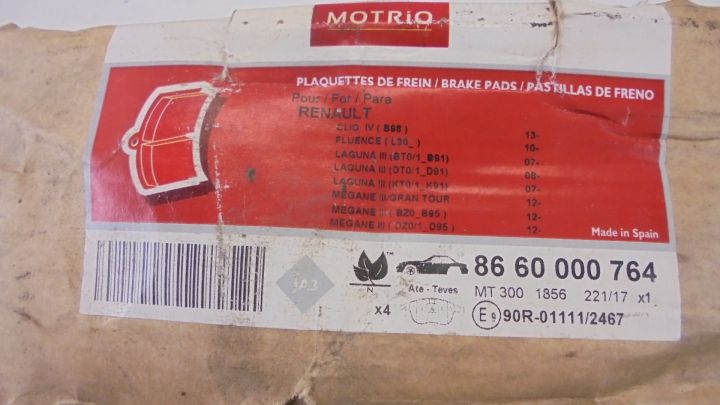 MOTRIO
PLAQUETTES DE FREIN / BRAKE PADS / PASTILLAS DE FRENO
Pour / For / Para
RENAULT
CLIO IV ( B98 ) 13-
FLUENCE ( L30_ ) 10-
LAGUNA III ( BT0/1_B91) 07-
LAGUNA III ( DT0/1_D91) 08-
LAGUNA III ( KT0/1_K91) 07-
MEGANE III/GRAN TOUR 12-
MEGANE III ( BZ0_B95 ) 12-
MEGANE III ( DZ0/1_D95 ) 12-
Made in Spain
TM
N
86 60 000 764
Ate - Teves
MT 300 1856 221/17 x1
x4
E9 90R-01111/2467